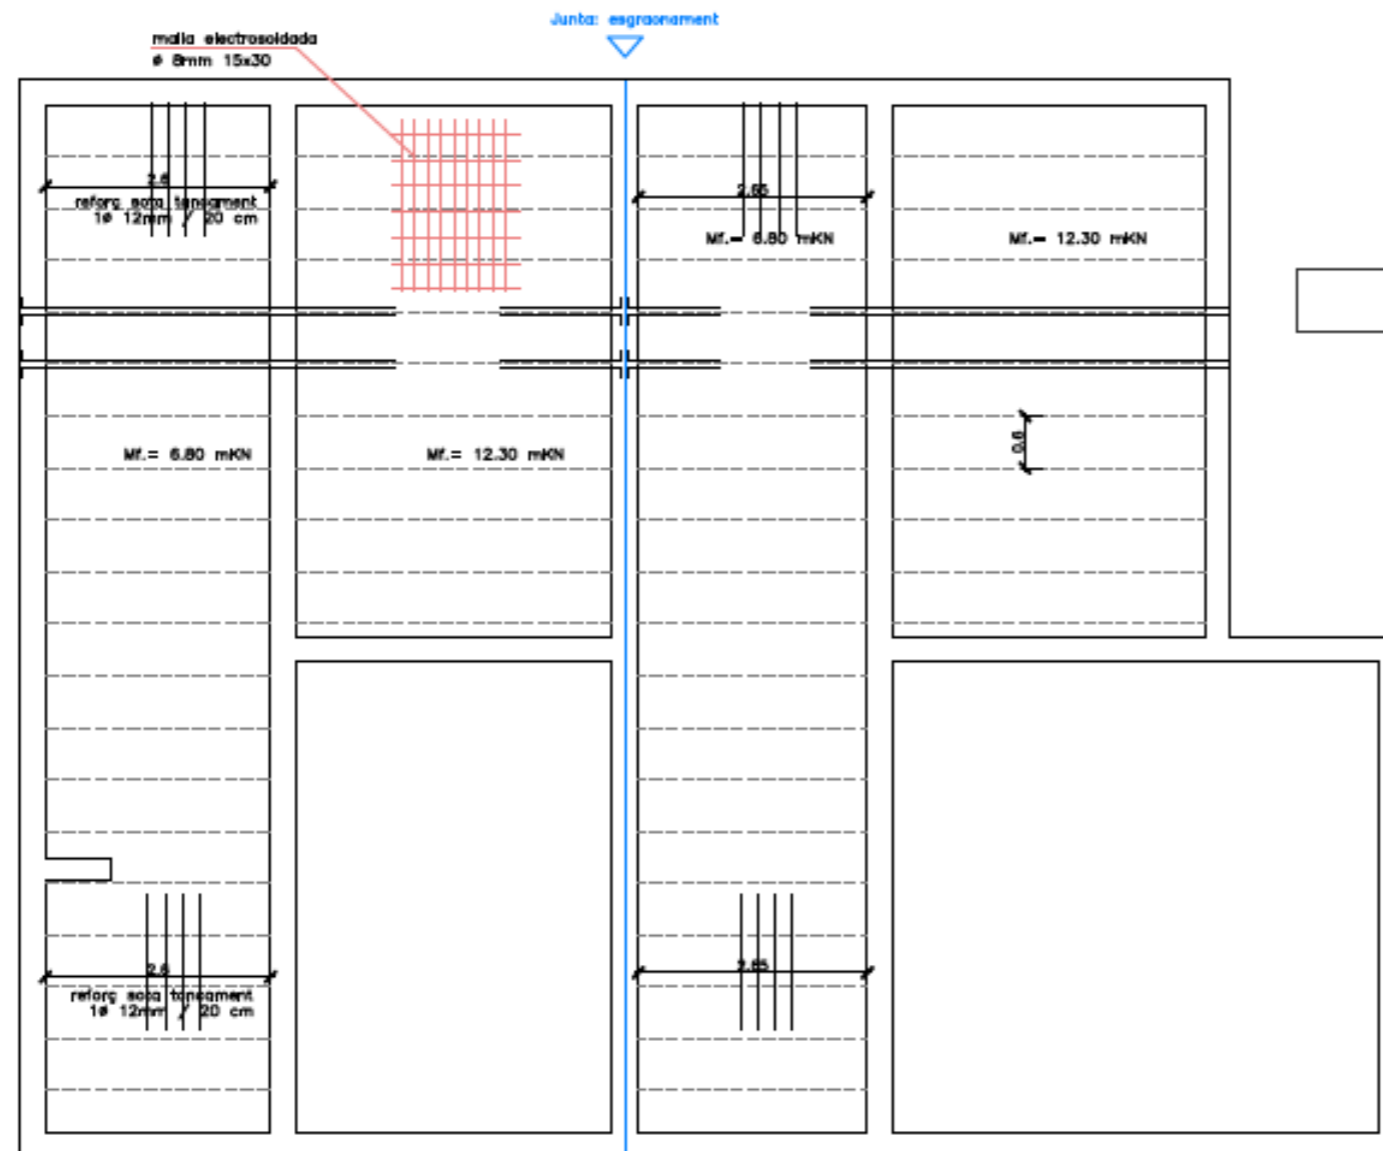 Junta: esgraonament
malla electrosoldada
ø 8mm 15x30
2.6
reforç sota tancament
1ø 12mm / 20 cm
2.65
Mf.= 6.80 mKN
Mf.= 12.30 mKN
0.6
Mf.= 6.80 mKN
Mf.= 12.30 mKN
2.6
reforç sota tancament
1ø 12mm / 20 cm
2.65